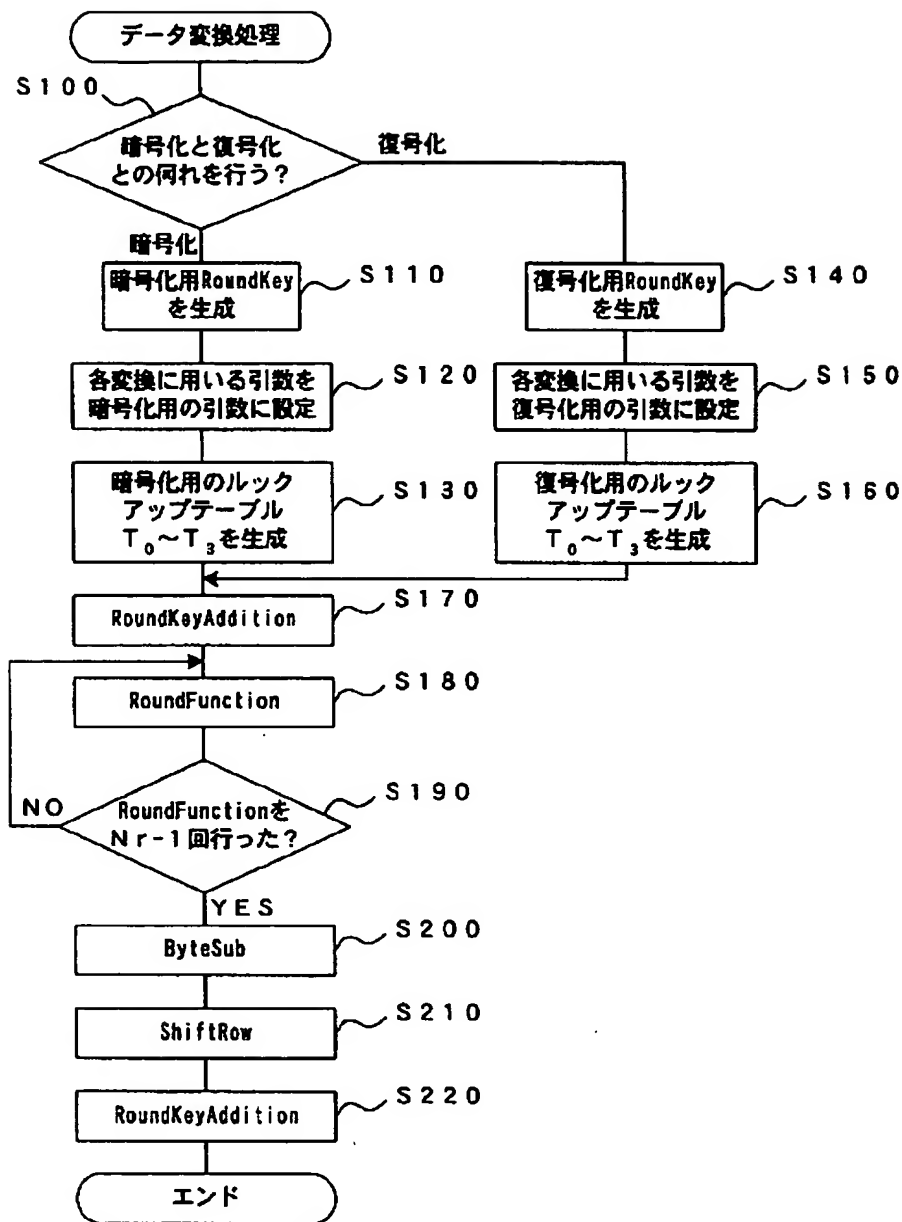 データ変換処理
S100
暗号化と復号化
との何れを行う?
復号化
暗号化
暗号化用RoundKey
を生成
S110
復号化用RoundKey
を生成
S140
各変換に用いる引数を
暗号化用の引数に設定
S120
各変換に用いる引数を
復号化用の引数に設定
S150
暗号化用のルック
アップテーブル
T₀~T₃を生成
S130
復号化用のルック
アップテーブル
T₀~T₃を生成
S160
RoundKeyAddition
S170
RoundFunction
S180
RoundFunctionを
Nr-1回行った?
S190
NO
YES
ByteSub
S200
ShiftRow
S210
RoundKeyAddition
S220
エンド